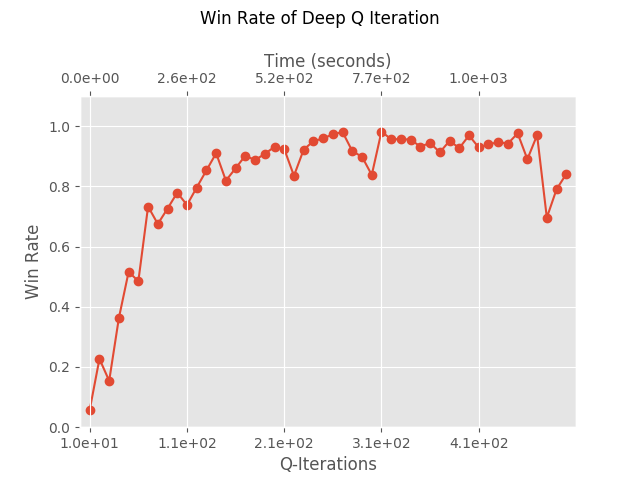 Win Rate of Deep Q Iteration
Time (seconds)
0.0e+00 2.6e+02 5.2e+02 7.7e+02 1.0e+03
1.0
0.8
0.6
0.4
0.2
0.0
Win Rate
1.0e+01 1.1e+02 2.1e+02 3.1e+02 4.1e+02
Q-Iterations